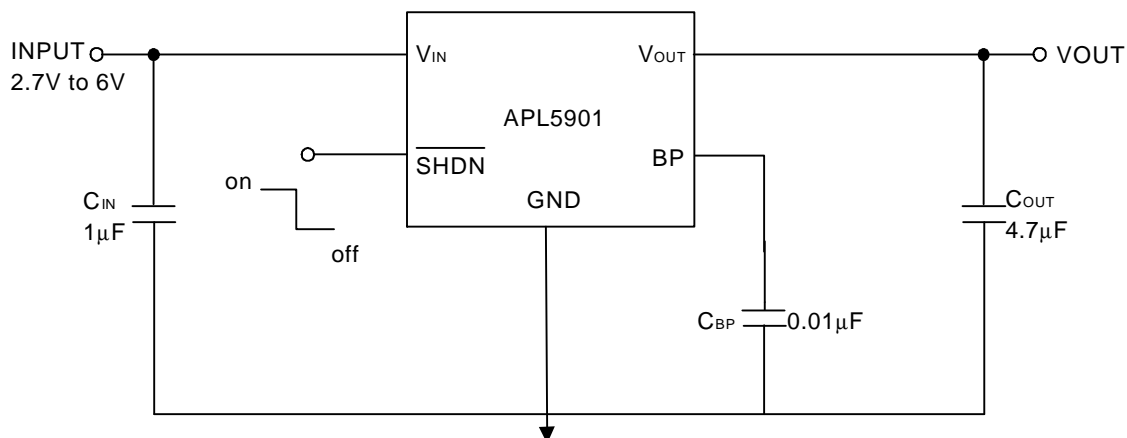 INPUT
2.7V to 6V
VIN
VOUT
VOUT
APL5901
SHDN
BP
on
off
GND
CIN
1μF
COUT
4.7μF
CBP
0.01μF